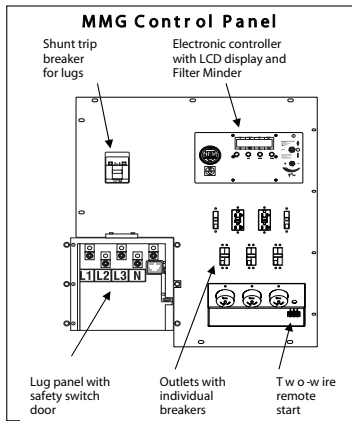 MMG Control Panel
Shunt trip
breaker
for lugs
Electronic controller
with LCD display and
Filter Minder
L1 L2 L3 N
Lug panel with
safety switch
door
Outlets with
individual
breakers
Two-wire
remote
start